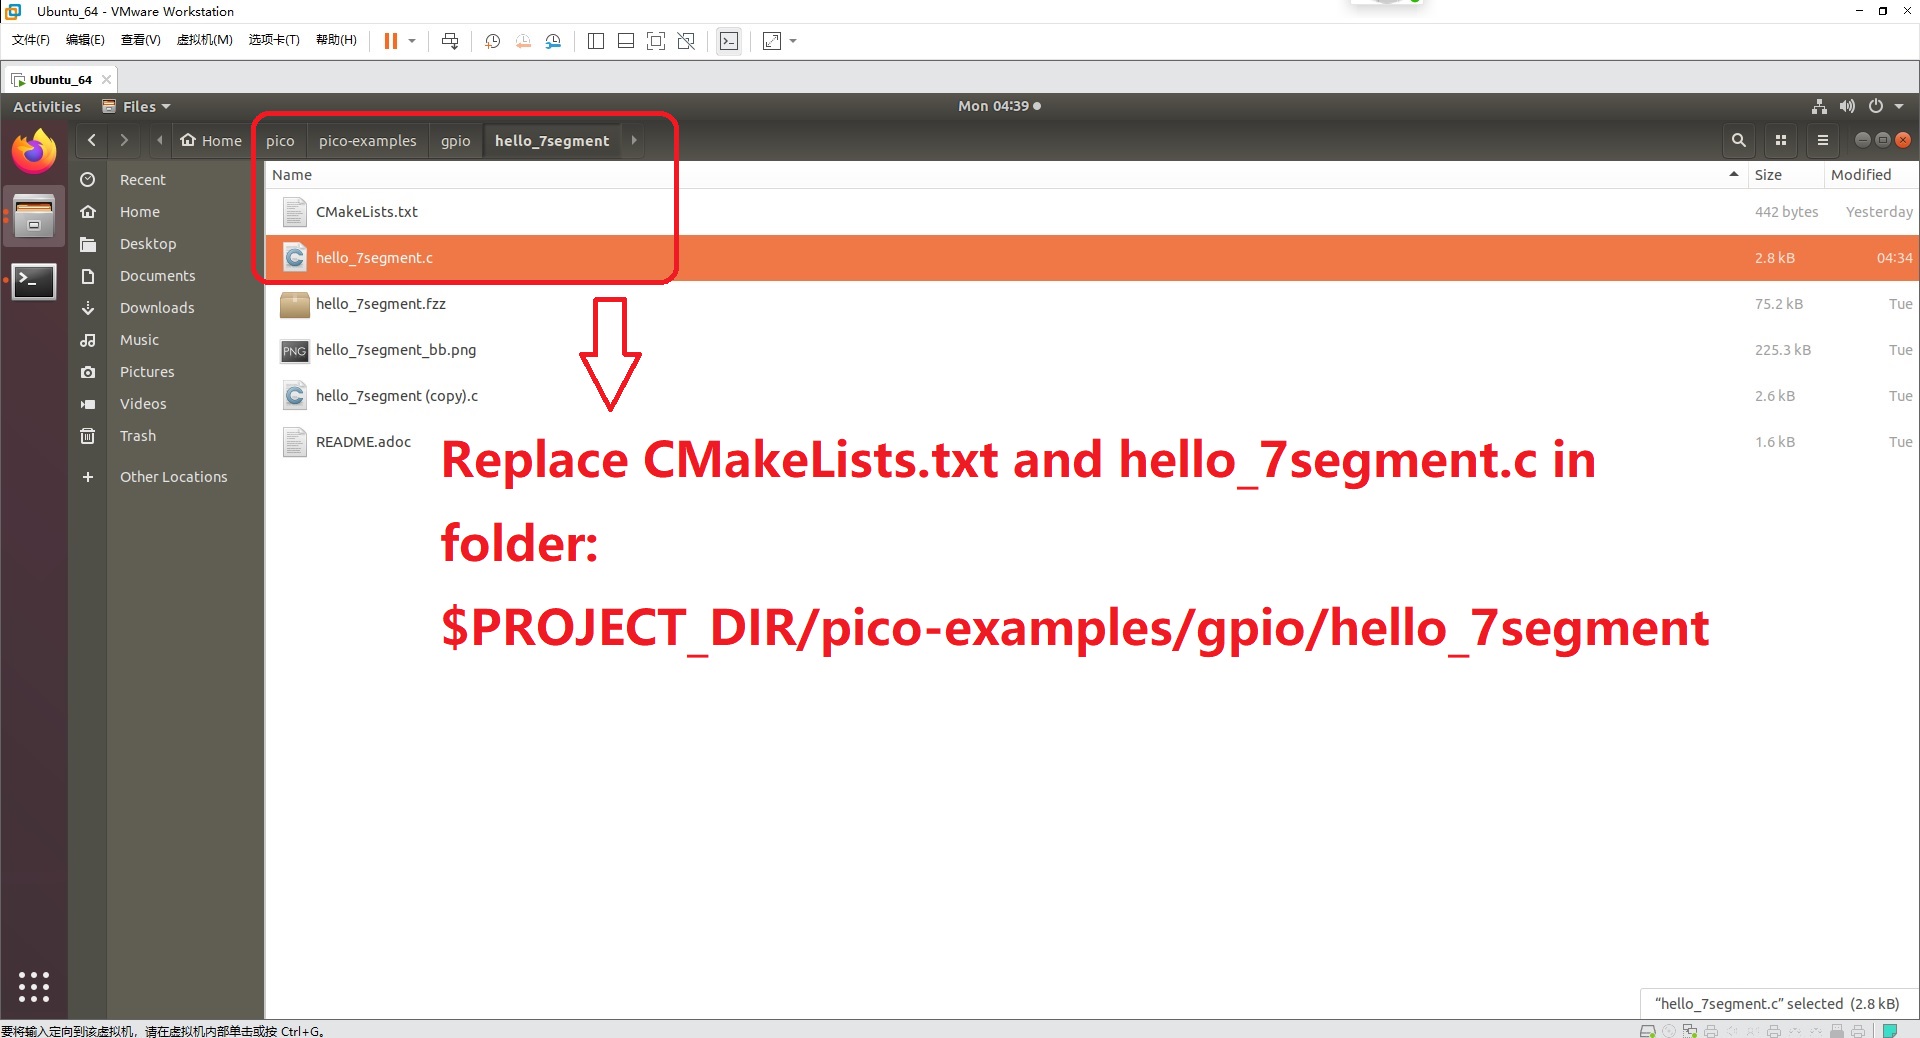 Ubuntu_64 - VMware Workstation
文件(F) 编辑(E) 查看(V) 虚拟机(M) 选项卡(T) 帮助(H)
Ubuntu_64
Activities Files Mon 04:39
Home pico pico-examples gpio hello_7segment
Name Size Modified
Recent
Home
Desktop
Documents
Downloads
Music
Pictures
Videos
Trash
Other Locations
CMakeLists.txt 442 bytes Yesterday
hello_7segment.c 2.8 kB 04:34
hello_7segment.fzz 75.2 kB Tue
PNG hello_7segment_bb.png 225.3 kB Tue
hello_7segment (copy).c 2.6 kB Tue
README.adoc 1.6 kB Tue
Replace CMakeLists.txt and hello_7segment.c in
folder:
$PROJECT_DIR/pico-examples/gpio/hello_7segment
“hello_7segment.c” selected (2.8 kB)
要将输入定向到该虚拟机，请在虚拟机内部单击或按 Ctrl+G。